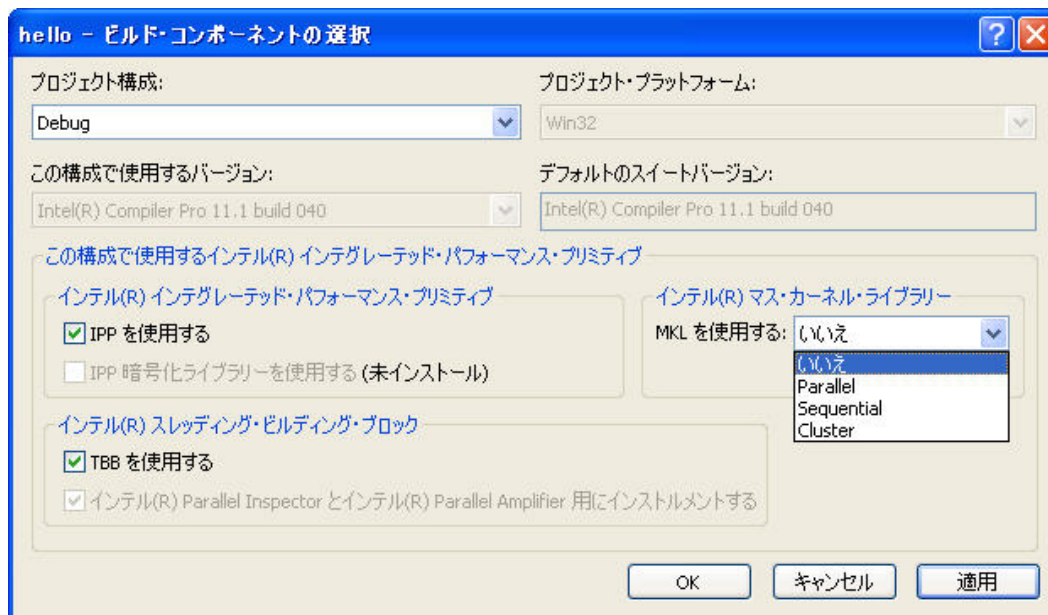 hello - ビルド・コンポーネントの選択
プロジェクト構成:
プロジェクト・プラットフォーム:
Debug
Win32
この構成で使用するバージョン:
デフォルトのスイートバージョン:
Intel(R) Compiler Pro 11.1 build 040
Intel(R) Compiler Pro 11.1 build 040
この構成で使用するインテル(R) インテグレーテッド・パフォーマンス・プリミティブ
インテル(R) インテグレーテッド・パフォーマンス・プリミティブ
インテル(R) マス・カーネル・ライブラリー
IPP を使用する
MKL を使用する: いいえ
IPP 暗号化ライブラリーを使用する (未インストール)
いいえ
Parallel
Sequential
Cluster
インテル(R) スレッディング・ビルディング・ブロック
TBB を使用する
インテル(R) Parallel Inspector とインテル(R) Parallel Amplifier 用にインストルメントする
OK
キャンセル
適用